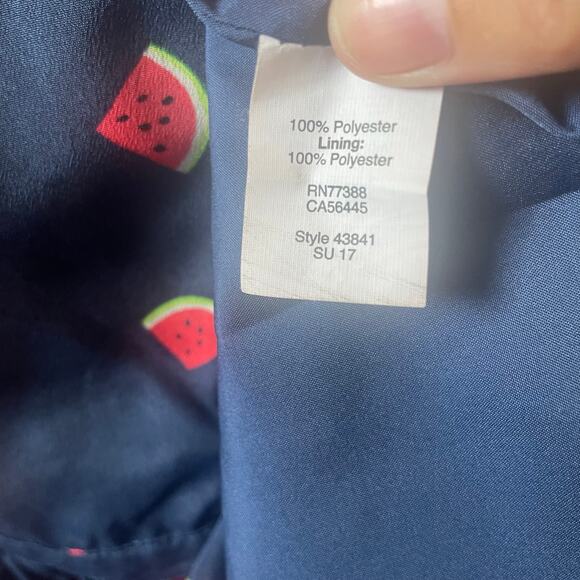 100% Polyester
Lining:
100% Polyester
RN77388
CA56445
Style 43841
SU 17